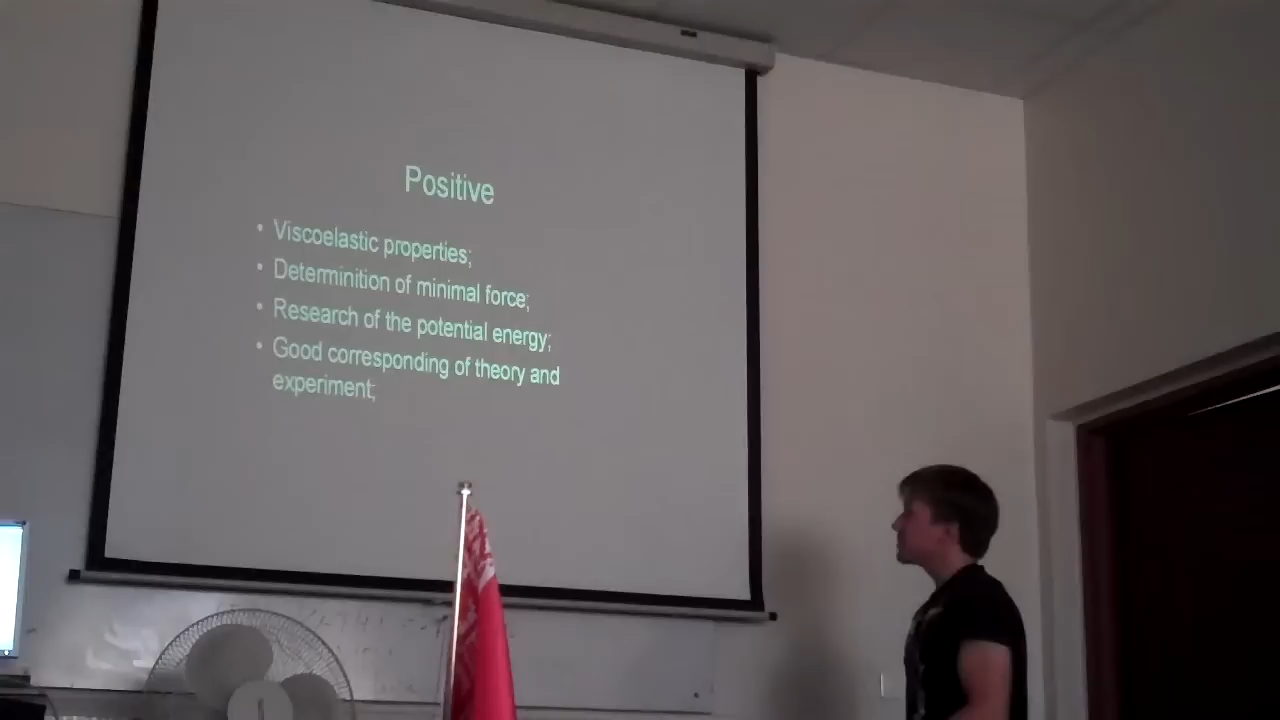 Positive
• Viscoelastic properties;
• Determinition of minimal force;
• Research of the potential energy;
• Good corresponding of theory and
experiment;